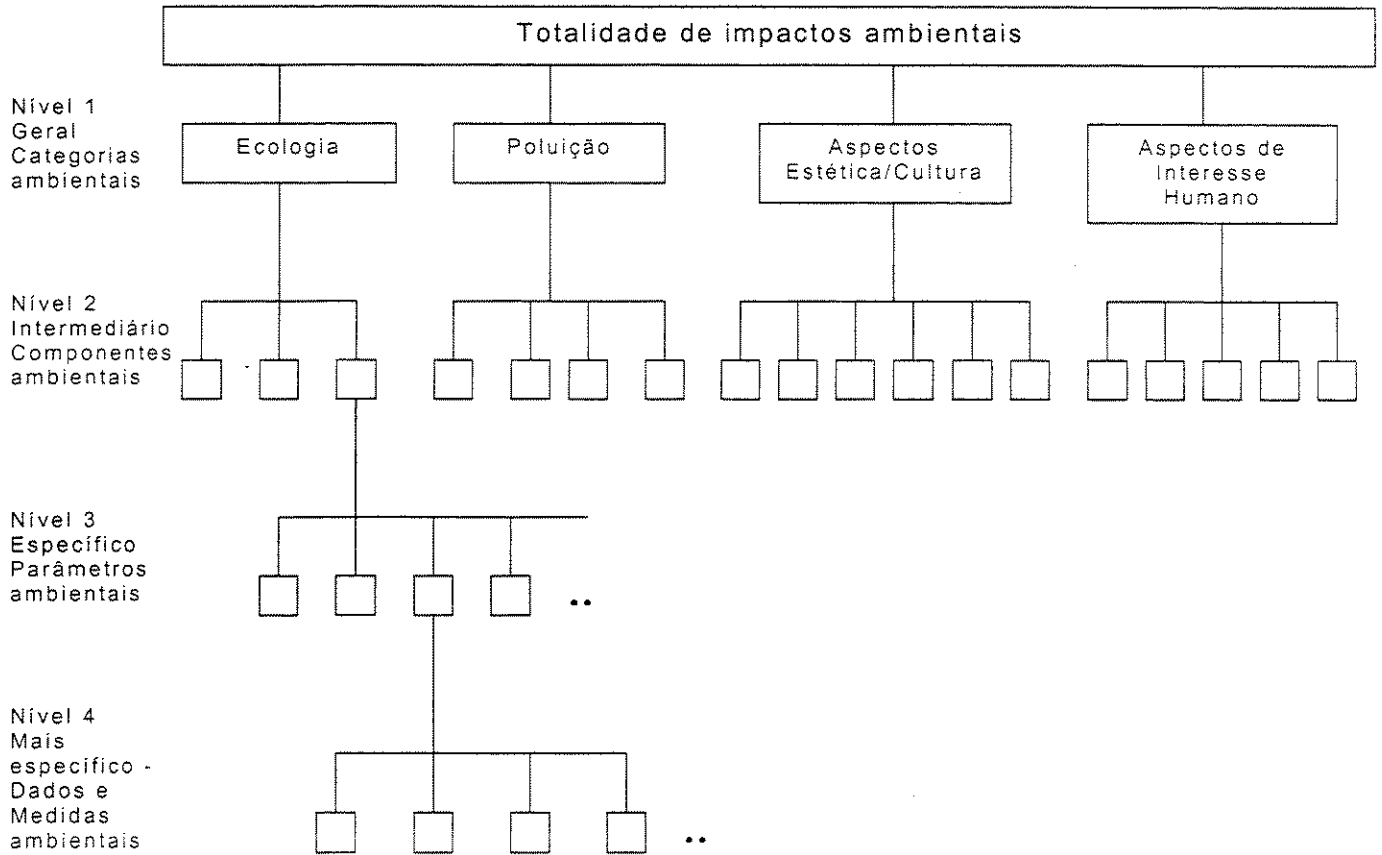 Totalidade de impactos ambientais
Nível 1
Geral
Categorias
ambientais
Ecologia
Poluição
Aspectos
Estética/Cultura
Aspectos de
Interesse
Humano
Nível 2
Intermediário
Componentes
ambientais
Nível 3
Específico
Parâmetros
ambientais
Nível 4
Mais
específico -
Dados e
Medidas
ambientais